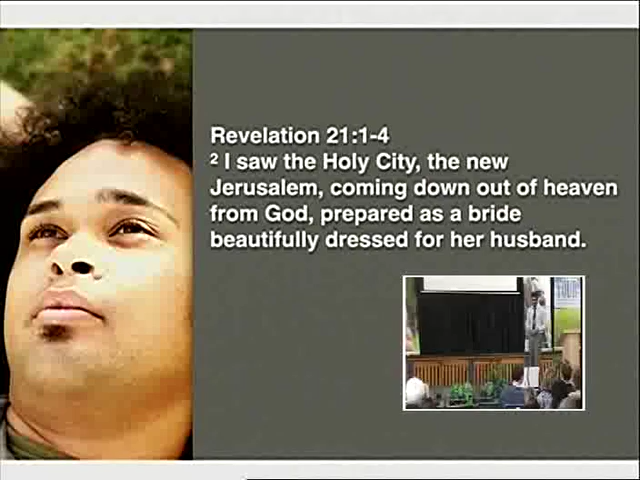 Revelation 21:1-4
² I saw the Holy City, the new
Jerusalem, coming down out of heaven
from God, prepared as a bride
beautifully dressed for her husband.